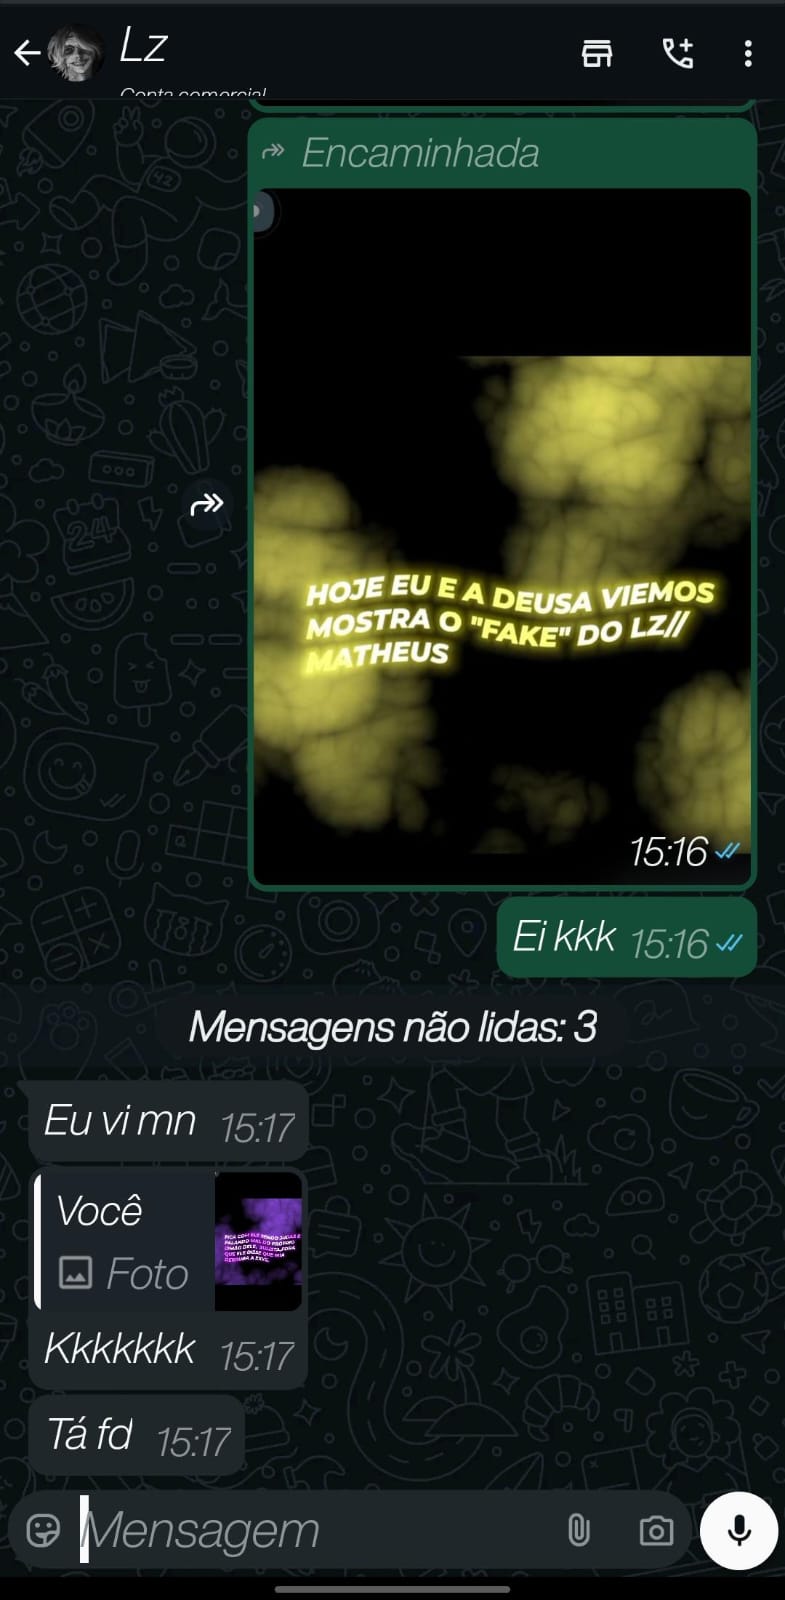 Lz
Conta comercial
Encaminhada
HOJE EU E A DEUSA VIEMOS
MOSTRA O "FAKE" DO LZ//
MATHEUS
15:16
Ei kkk 15:16
Mensagens não lidas: 3
Eu vi mn 15:17
Você
Foto
Kkkkkkk 15:17
Tá fd 15:17
Mensagem